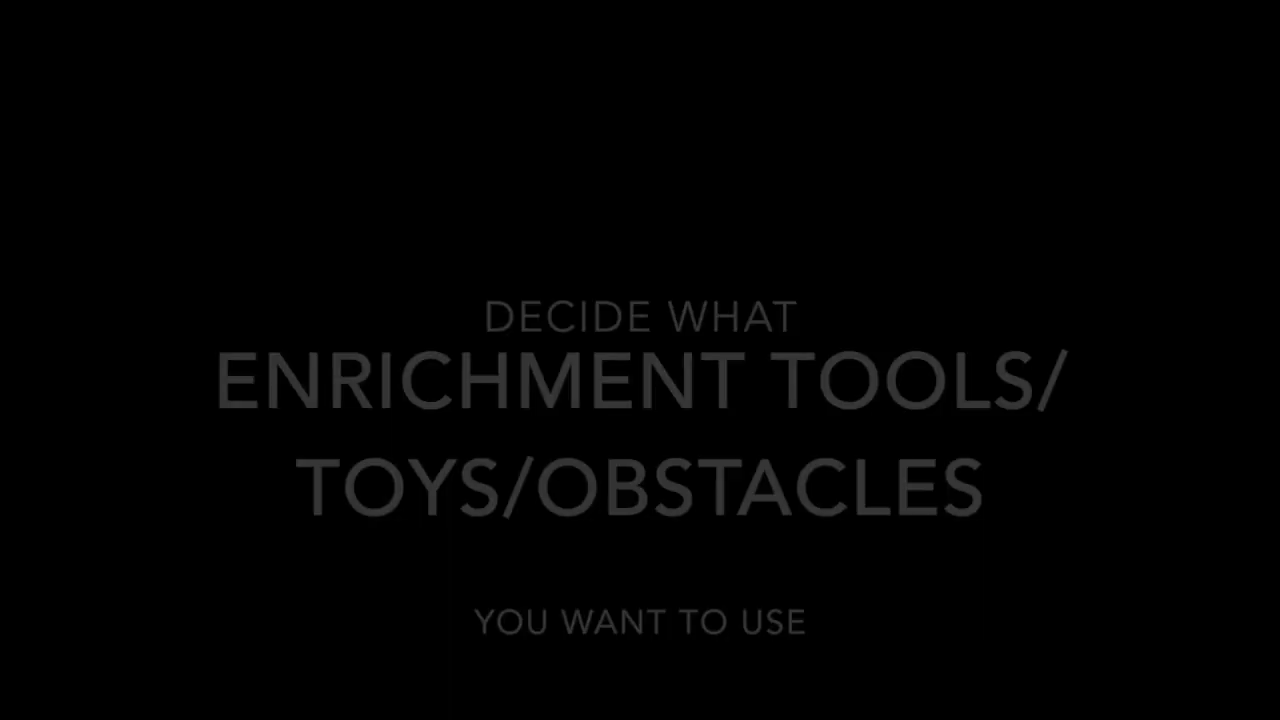 DECIDE WHAT
ENRICHMENT TOOLS/
TOYS/OBSTACLES
YOU WANT TO USE